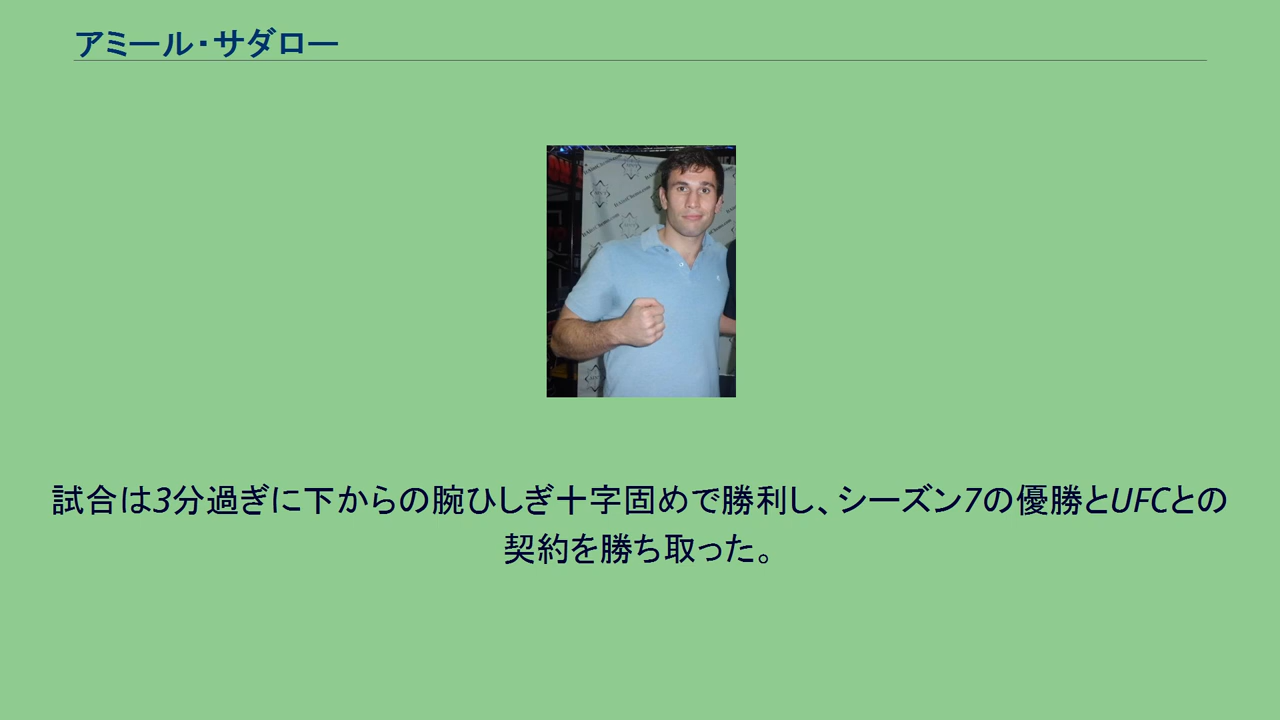 アミール・サダロー
試合は3分過ぎに下からの腕ひしぎ十字固めで勝利し、シーズン7の優勝とUFCとの
契約を勝ち取った。